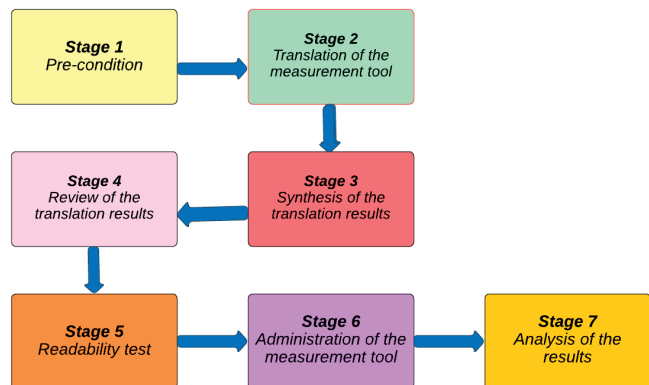 Stage 1
Pre-condition
Stage 2
Translation of the
measurement tool
Stage 3
Synthesis of the
translation results
Stage 4
Review of the
translation results
Stage 5
Readability test
Stage 6
Administration of the
measurement tool
Stage 7
Analysis of the
results